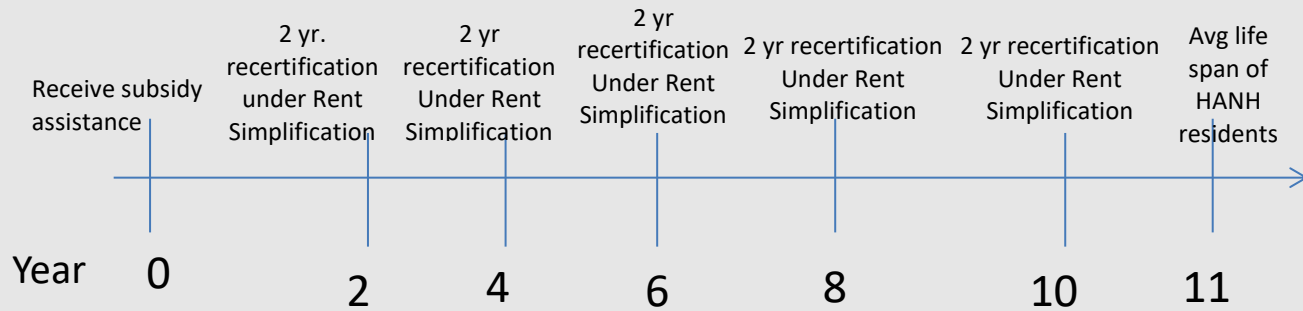 Receive subsidy
assistance
2 yr.
recertification
under Rent
Simplification
2 yr
recertification
Under Rent
Simplification
2 yr
recertification
Under Rent
Simplification
2 yr recertification
Under Rent
Simplification
2 yr recertification
Under Rent
Simplification
Avg life
span of
HANH
residents
Year 0 2 4 6 8 10 11